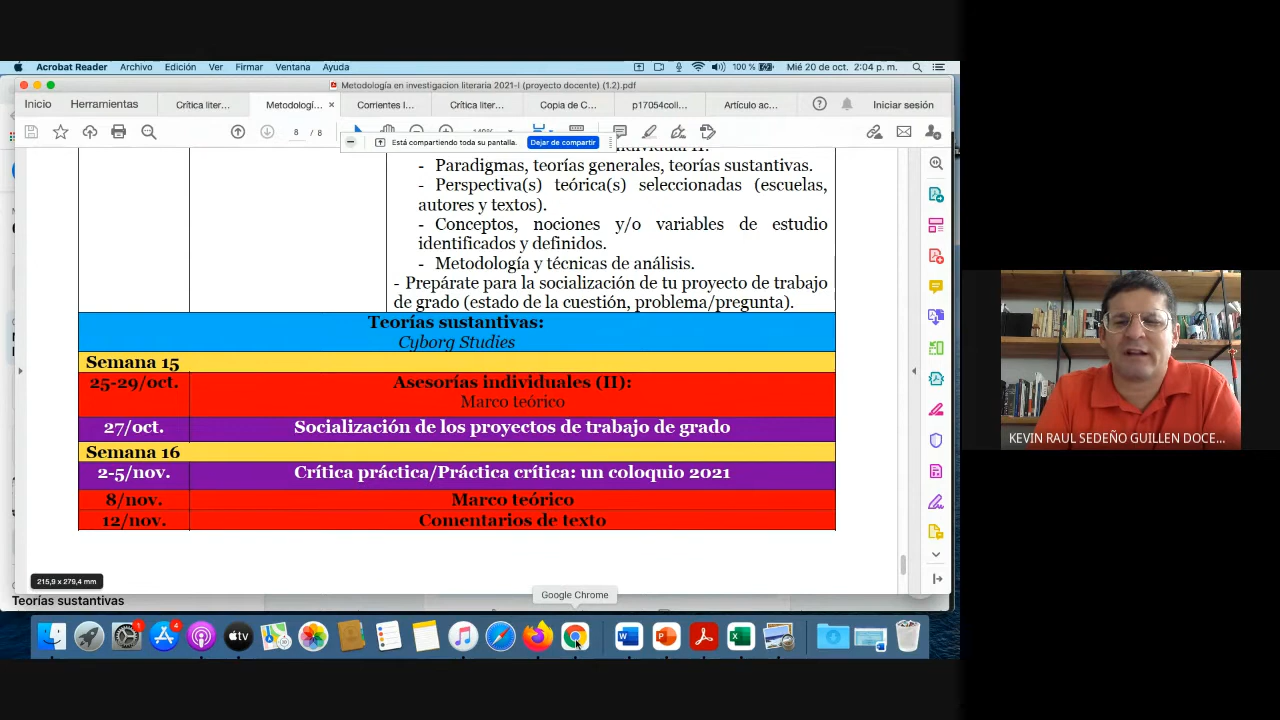 Acrobat Reader Archivo Edición Ver Firmar Ventana Ayuda 100 % Mié 20 de oct. 2:04 p. m.
Metodología en investigacion literaria 2021-I (proyecto docente) (1.2).pdf
Inicio Herramientas Crítica liter... Metodologí... × Corrientes l... Crítica liter... Copia de C... p17054coll... Artículo ac... Iniciar sesión
8 / 8
Está compartiendo toda su pantalla. Dejar de compartir
- Paradigmas, teorías generales, teorías sustantivas.
- Perspectiva(s) teórica(s) seleccionadas (escuelas,
autores y textos).
- Conceptos, nociones y/o variables de estudio
identificados y definidos.
- Metodología y técnicas de análisis.
- Prepárate para la socialización de tu proyecto de trabajo
de grado (estado de la cuestión, problema/pregunta).
Teorías sustantivas:
Cyborg Studies
Semana 15
25-29/oct. Asesorías individuales (II):
Marco teórico
27/oct. Socialización de los proyectos de trabajo de grado
Semana 16
2-5/nov. Crítica práctica/Práctica crítica: un coloquio 2021
8/nov. Marco teórico
12/nov. Comentarios de texto
215,9 x 279,4 mm
Teorías sustantivas
Google Chrome
KEVIN RAUL SEDEÑO GUILLEN DOCE...